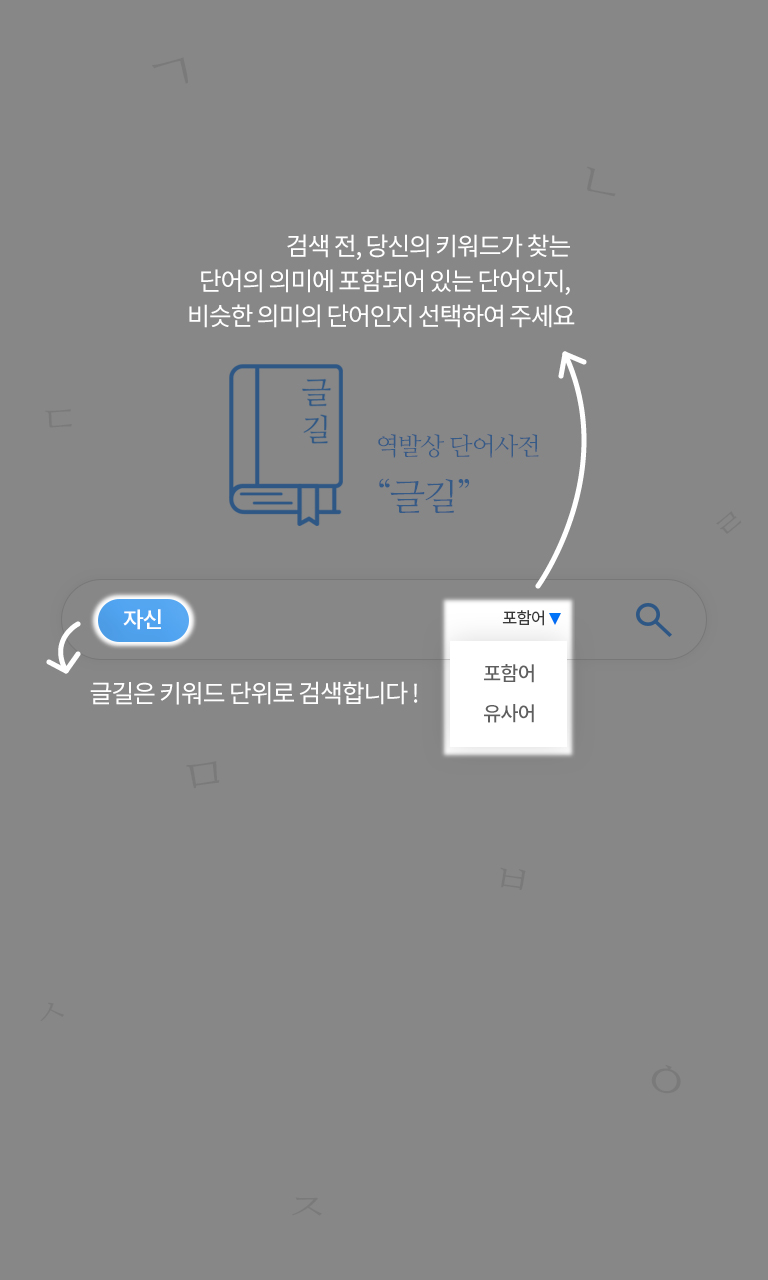 ㄱ
ㄴ
검색 전, 당신의 키워드가 찾는
단어의 의미에 포함되어 있는 단어인지,
비슷한 의미의 단어인지 선택하여 주세요
글
길
ㄷ
역발상 단어사전
“글길”
ㄹ
자신
포함어
포함어
유사어
글길은 키워드 단위로 검색합니다 !
ㅁ
ㅂ
ㅅ
ㅇ
ㅈ